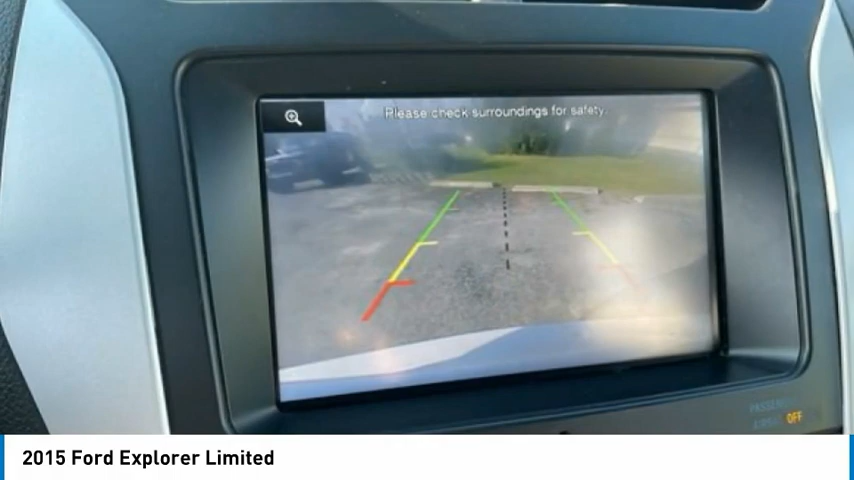 Please check surroundings for safety.
PASSENGER
AIRBAG OFF
2015 Ford Explorer Limited